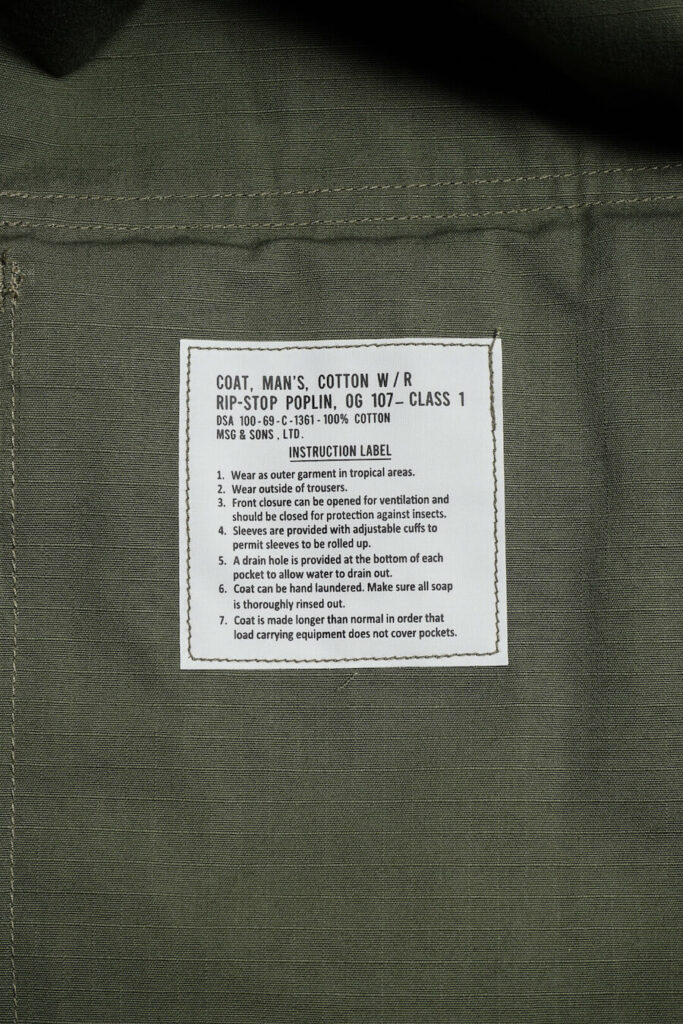 COAT, MAN'S, COTTON W/R
RIP-STOP POPLIN, OG 107– CLASS 1
DSA 100-69-C-1361-100% COTTON
MSG & SONS , LTD.
INSTRUCTION LABEL
1. Wear as outer garment in tropical areas.
2. Wear outside of trousers.
3. Front closure can be opened for ventilation and
should be closed for protection against insects.
4. Sleeves are provided with adjustable cuffs to
permit sleeves to be rolled up.
5. A drain hole is provided at the bottom of each
pocket to allow water to drain out.
6. Coat can be hand laundered. Make sure all soap
is thoroughly rinsed out.
7. Coat is made longer than normal in order that
load carrying equipment does not cover pockets.